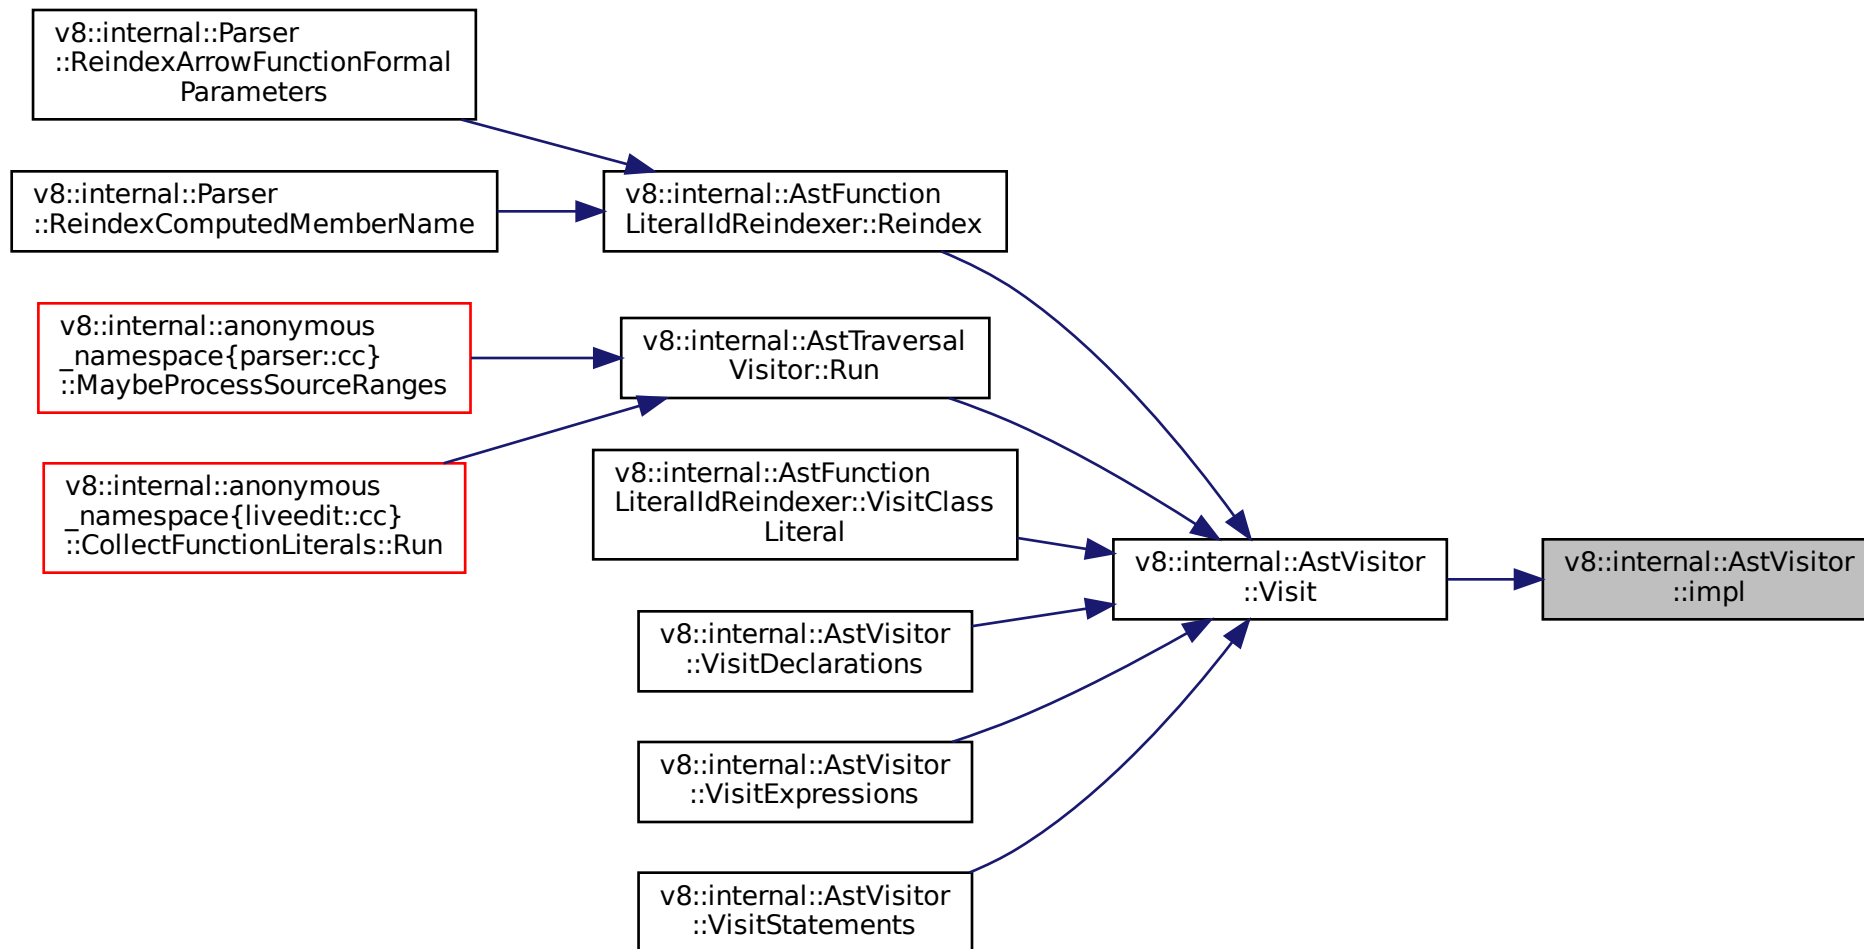 v8::internal::Parser
::ReindexArrowFunctionFormal
Parameters
v8::internal::Parser
::ReindexComputedMemberName
v8::internal::AstFunction
LiteralIdReindexer::Reindex
v8::internal::anonymous
_namespace{parser::cc}
::MaybeProcessSourceRanges
v8::internal::AstTraversal
Visitor::Run
v8::internal::anonymous
_namespace{liveedit::cc}
::CollectFunctionLiterals::Run
v8::internal::AstFunction
LiteralIdReindexer::VisitClass
Literal
v8::internal::AstVisitor
::VisitDeclarations
v8::internal::AstVisitor
::VisitExpressions
v8::internal::AstVisitor
::VisitStatements
v8::internal::AstVisitor
::Visit
v8::internal::AstVisitor
::impl